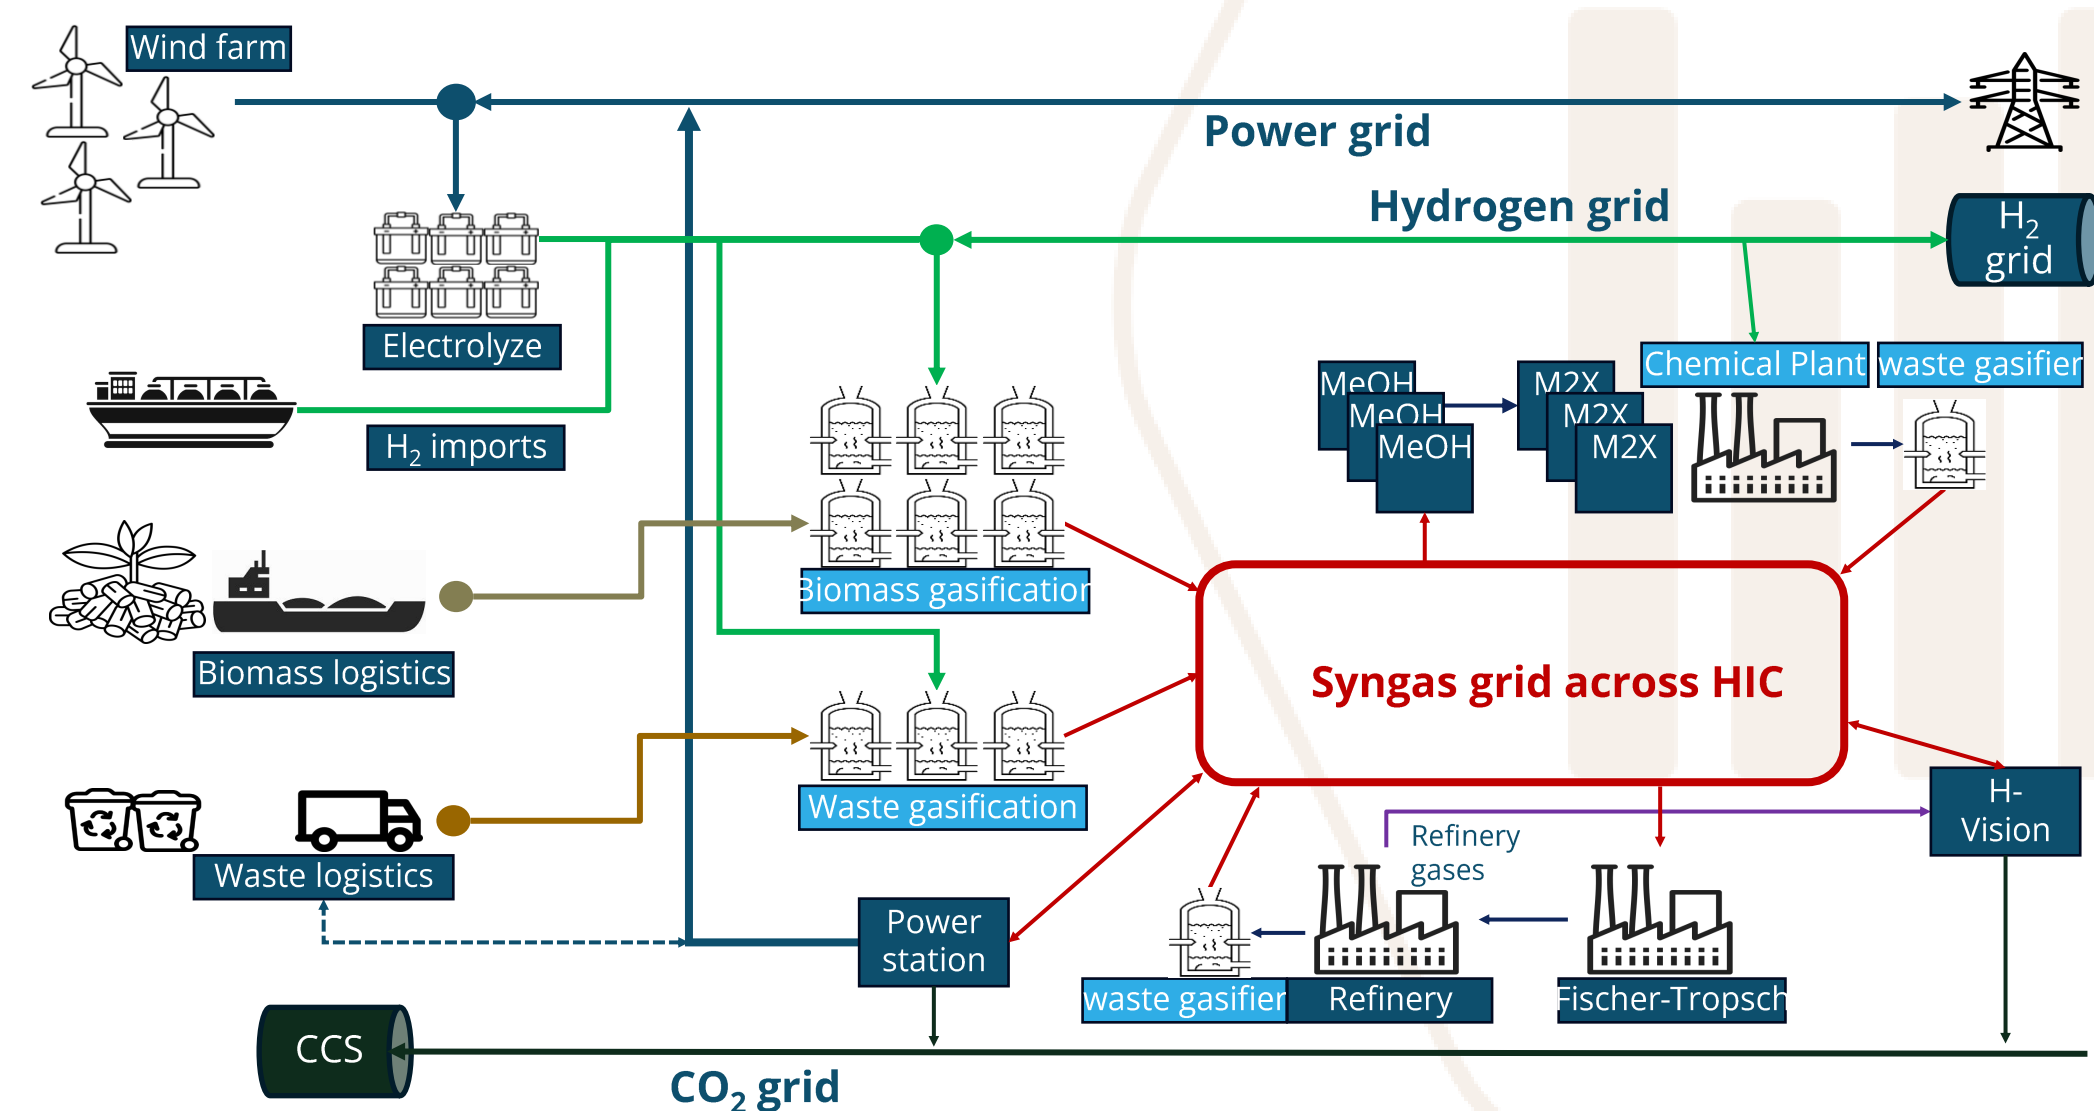 Wind farm
Power grid
Hydrogen grid
H₂
grid
Electrolyze
H₂ imports
MeOH
MeOH
MeOH
M2X
M2X
M2X
Chemical Plant
waste gasifier
Biomass gasification
Biomass logistics
Syngas grid across HIC
Waste gasification
Waste logistics
H-
Vision
Refinery
gases
Power
station
waste gasifier
Refinery
Fischer-Tropsch
CCS
CO₂ grid